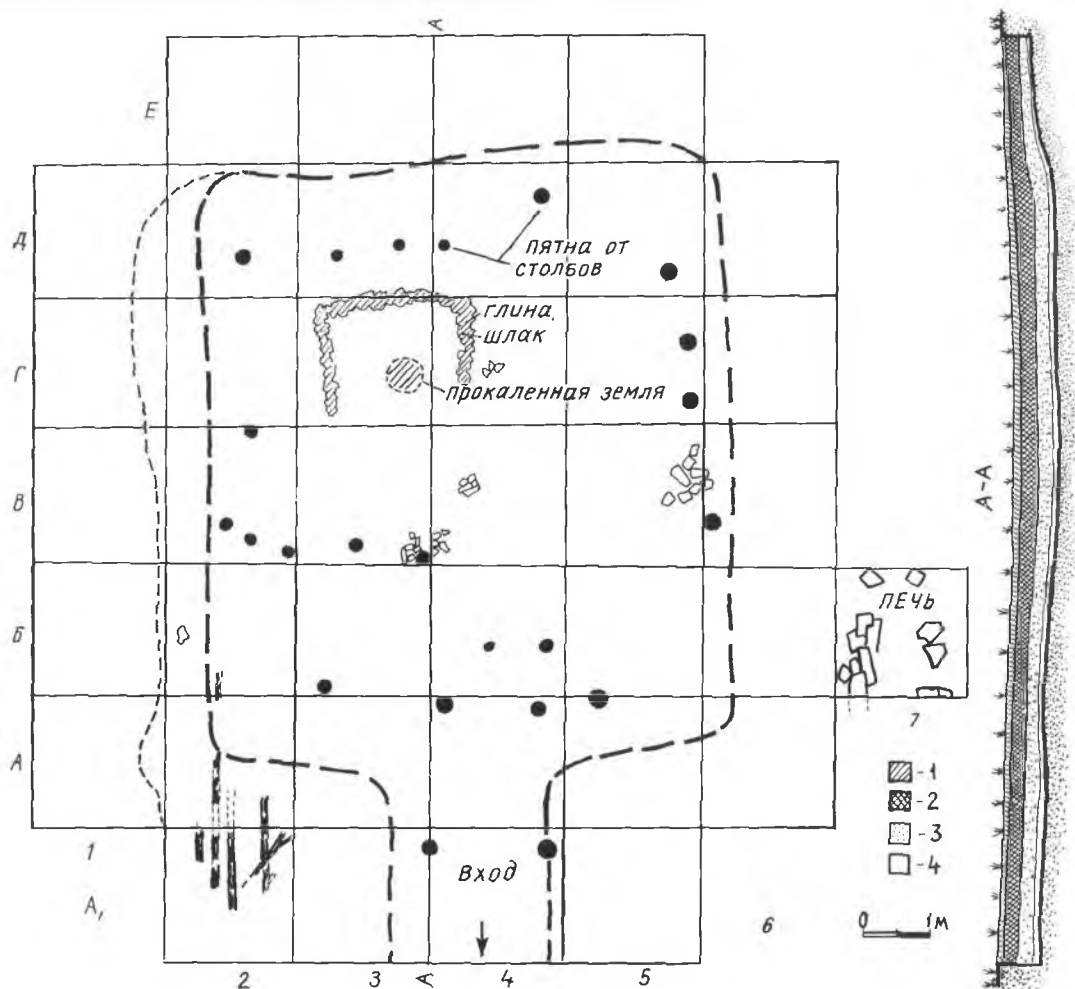 А
Е
Д
ПЯТНА ОТ
СТОЛБОВ
ГЛИНА,
ШЛАК
Г
ПРОКАЛЕННАЯ ЗЕМЛЯ
В
А-А
ПЕЧЬ
Б
7
А
-1
-2
-3
-4
1
ВХОД
А,
6
0 1М
2 3 А 4 5